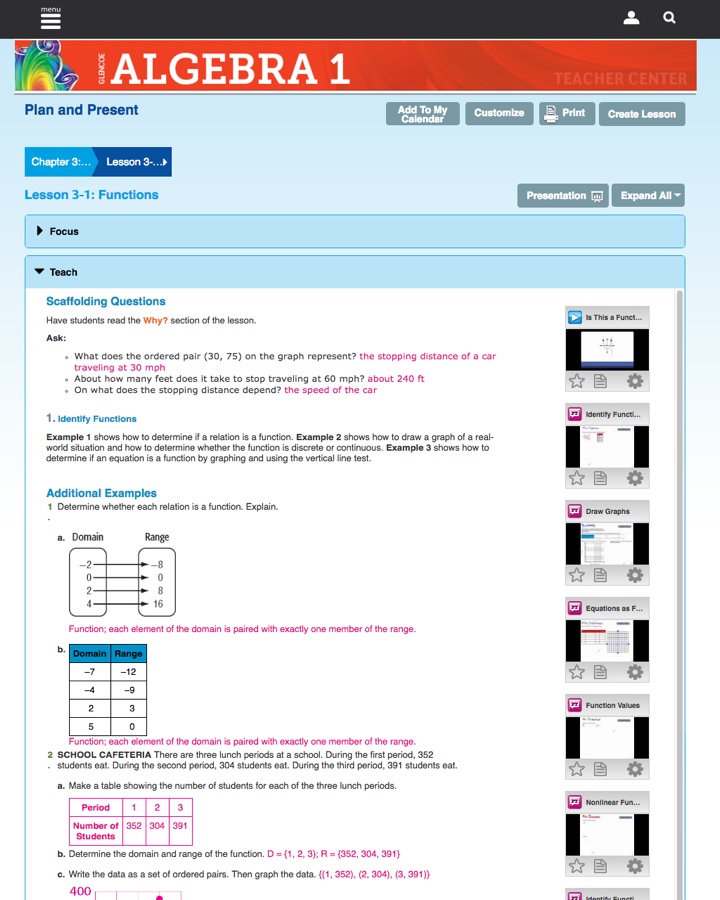 menu
GLENCOE
ALGEBRA 1
TEACHER CENTER
Plan and Present
Add To My Calendar
Customize
Print
Create Lesson
Chapter 3:...
Lesson 3-...
Lesson 3-1: Functions
Presentation
Expand All
Focus
Teach
Scaffolding Questions
Have students read the Why? section of the lesson.
Ask:
◦ What does the ordered pair (30, 75) on the graph represent? the stopping distance of a car
traveling at 30 mph
◦ About how many feet does it take to stop traveling at 60 mph? about 240 ft
◦ On what does the stopping distance depend? the speed of the car
1. Identify Functions
Example 1 shows how to determine if a relation is a function. Example 2 shows how to draw a graph of a real-
world situation and how to determine whether the function is discrete or continuous. Example 3 shows how to
determine if an equation is a function by graphing and using the vertical line test.
Additional Examples
1 Determine whether each relation is a function. Explain.
.
a. Domain Range
–2 –8
0 0
2 8
4 16
Function; each element of the domain is paired with exactly one member of the range.
b. Domain Range
–7 –12
–4 –9
2 3
5 0
Function; each element of the domain is paired with exactly one member of the range.
2 SCHOOL CAFETERIA There are three lunch periods at a school. During the first period, 352
. students eat. During the second period, 304 students eat. During the third period, 391 students eat.
a. Make a table showing the number of students for each of the three lunch periods.
Period 1 2 3
Number of Students 352 304 391
b. Determine the domain and range of the function. D = {1, 2, 3}; R = {352, 304, 391}
c. Write the data as a set of ordered pairs. Then graph the data. {(1, 352), (2, 304), (3, 391)}
400
Is This a Funct...
Identify Functi...
Draw Graphs
Equations as F...
Function Values
Nonlinear Fun...
Identify Functi...